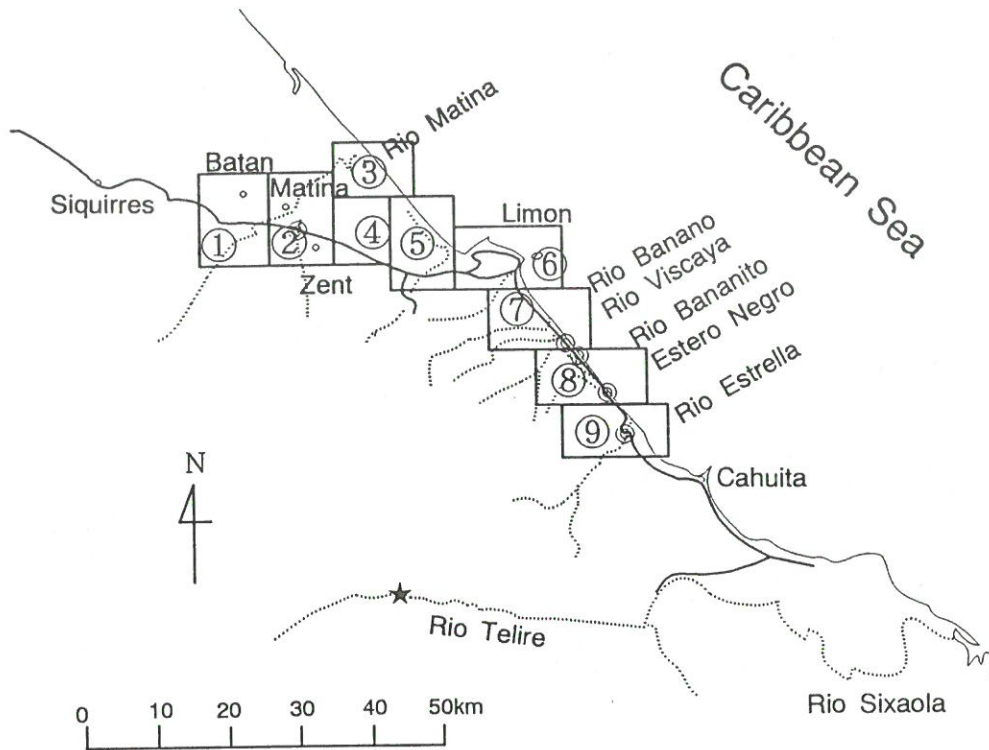 Caribbean Sea
Rio Matina
Batan
Matina
Siquirres
Limon
Zent
① ② ③ ④ ⑤ ⑥ ⑦ ⑧ ⑨
Rio Banano
Rio Viscaya
Rio Bananito
Estero Negro
Rio Estrella
Cahuita
N
Rio Telire
Rio Sixaola
0 10 20 30 40 50km